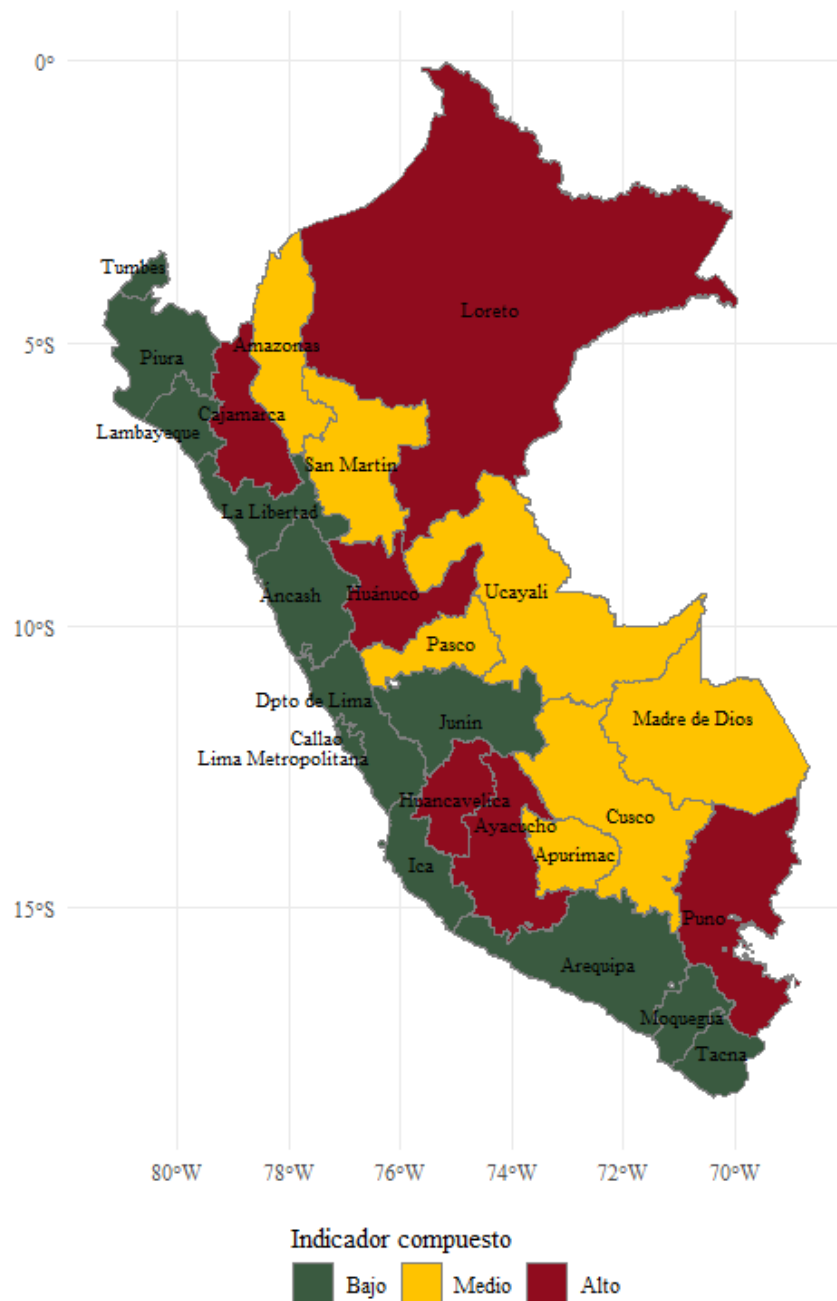 0°
Tumbes
Loreto
5°S
Amazonas
Piura
Cajamarca
Lambayeque
San Martin
La Libertad
Áncash
Huánuco
Ucayali
10°S
Pasco
Dpto de Lima
Junin
Madre de Dios
Callao
Lima Metropolitana
Huancavelica
Cusco
Ayacucho
Apurimac
Ica
15°S
Puno
Arequipa
Moquegua
Tacna
80°W 78°W 76°W 74°W 72°W 70°W
Indicador compuesto
Bajo Medio Alto